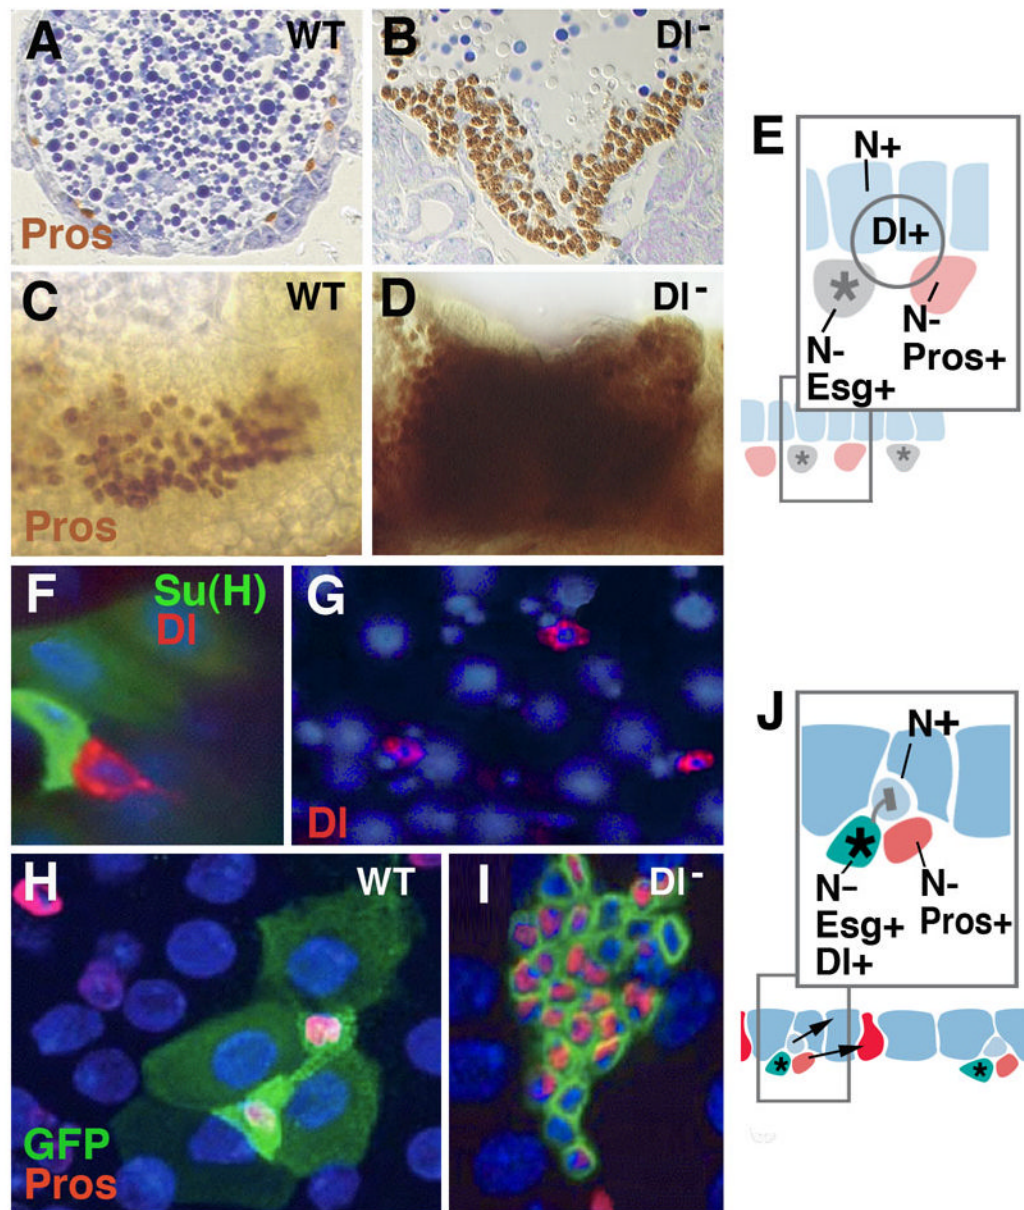 A WT
Pros
B Dl-
C WT
Pros
D Dl-
E
N+
Dl+
*
N-
Esg+
N-
Pros+
* *
F Su(H)
Dl
G
Dl
H WT
GFP
Pros
I Dl-
J
N+
*
N-
Esg+
Dl+
N-
Pros+
* *